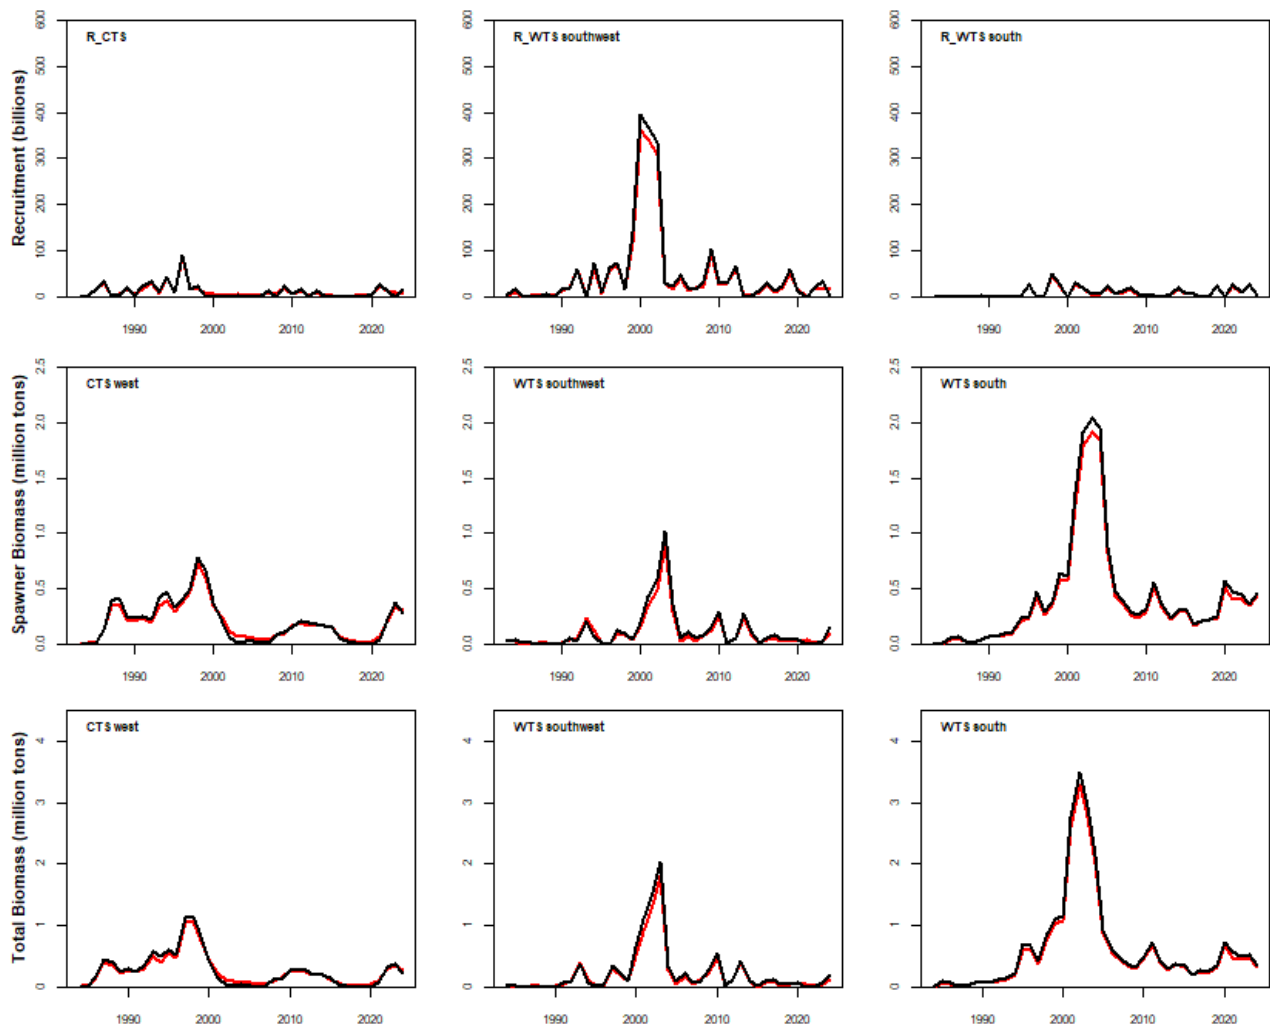 R_CTS
R_WTS southwest
R_WTS south
Recruitment (billions)
0 100 200 300 400 500 600
0 100 200 300 400 500 600
0 100 200 300 400 500 600
1990 2000 2010 2020
1990 2000 2010 2020
1990 2000 2010 2020
CTS west
WTS southwest
WTS south
Spawner Biomass (million tons)
0.0 0.5 1.0 1.5 2.0 2.5
0.0 0.5 1.0 1.5 2.0 2.5
0.0 0.5 1.0 1.5 2.0 2.5
1990 2000 2010 2020
1990 2000 2010 2020
1990 2000 2010 2020
CTS west
WTS southwest
WTS south
Total Biomass (million tons)
0 1 2 3 4
0 1 2 3 4
0 1 2 3 4
1990 2000 2010 2020
1990 2000 2010 2020
1990 2000 2010 2020